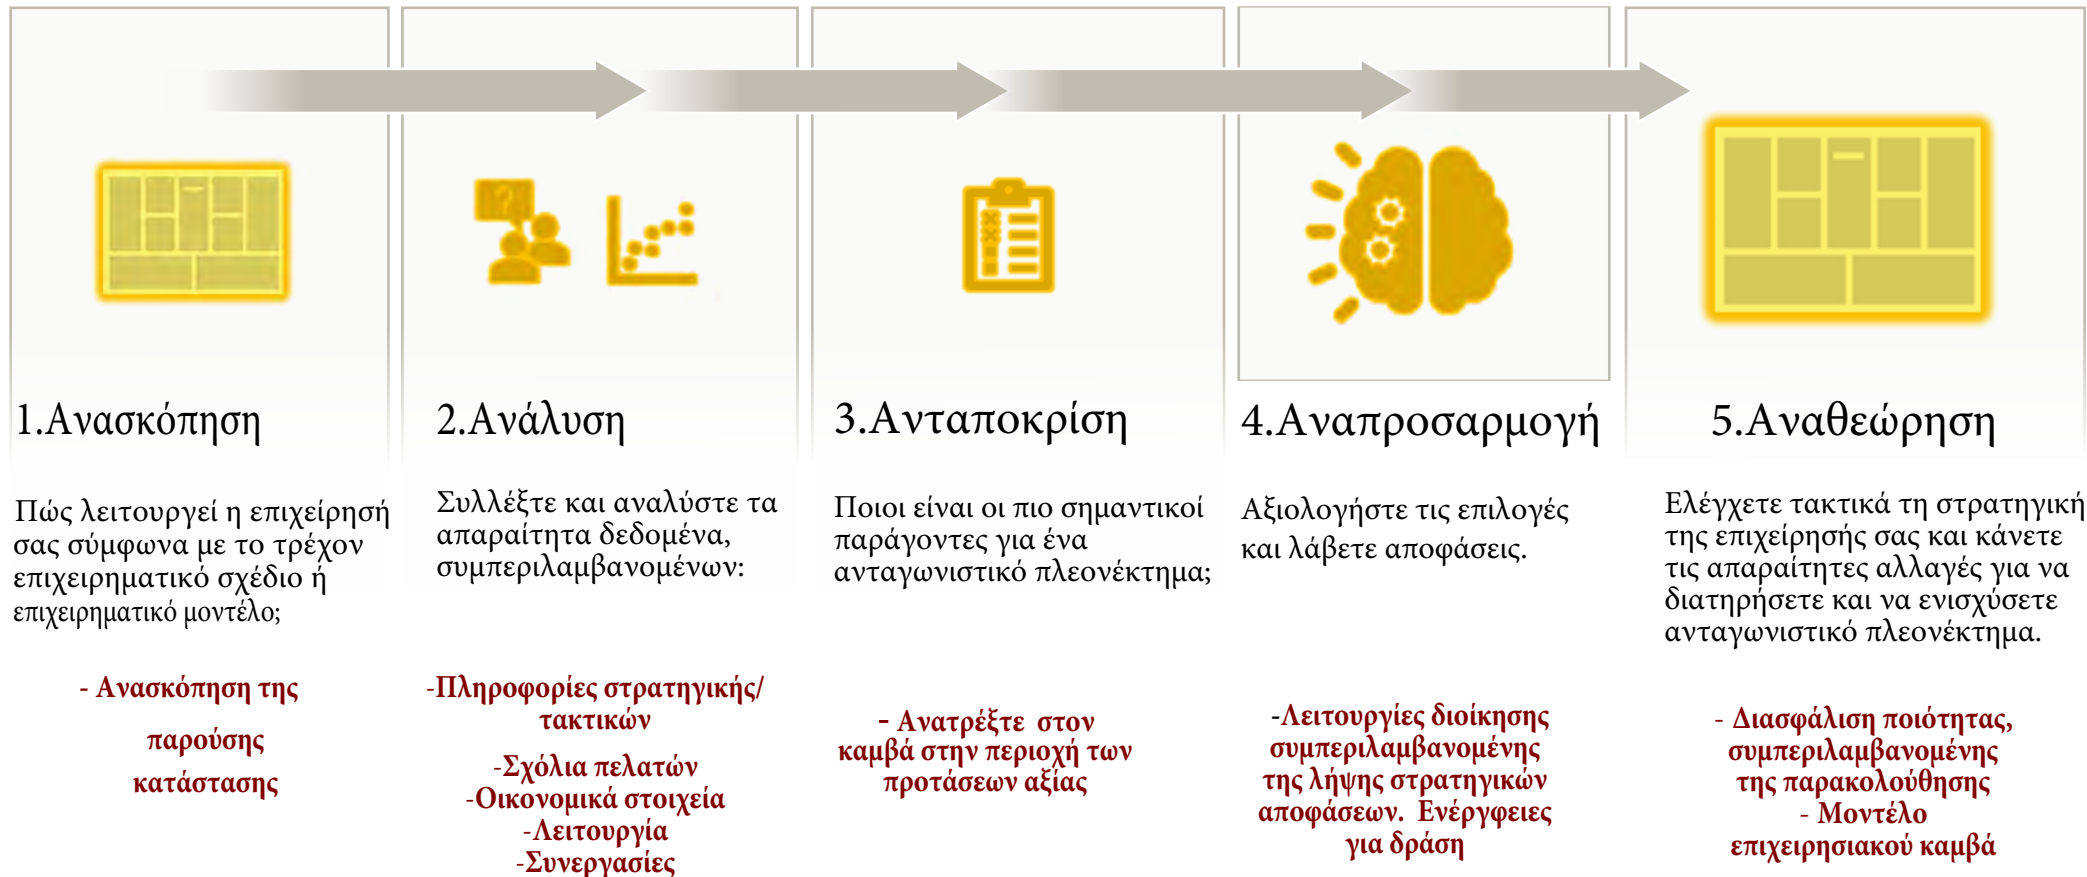 1.Ανασκόπηση
Πώς λειτουργεί η επιχείρησή
σας σύμφωνα με το τρέχον
επιχειρηματικό σχέδιο ή
επιχειρηματικό μοντέλο;
- Ανασκόπηση της
παρούσης
κατάστασης
2.Ανάλυση
Συλλέξτε και αναλύστε τα
απαραίτητα δεδομένα,
συμπεριλαμβανομένων:
-Πληροφορίες στρατηγικής/
τακτικών
-Σχόλια πελατών
-Οικονομικά στοιχεία
-Λειτουργία
-Συνεργασίες
3.Ανταποκρίση
Ποιοι είναι οι πιο σημαντικοί
παράγοντες για ένα
ανταγωνιστικό πλεονέκτημα;
- Ανατρέξτε στον
καμβά στην περιοχή των
προτάσεων αξίας
4.Αναπροσαρμογή
Αξιολογήστε τις επιλογές
και λάβετε αποφάσεις.
-Λειτουργίες διοίκησης
συμπεριλαμβανομένης
της λήψης στρατηγικών
αποφάσεων. Ενέργφειες
για δράση
5.Αναθεώρηση
Ελέγχετε τακτικά τη στρατηγική
της επιχείρησής σας και κάνετε
τις απαραίτητες αλλαγές για να
διατηρήσετε και να ενισχύσετε
ανταγωνιστικό πλεονέκτημα.
- Διασφάλιση ποιότητας,
συμπεριλαμβανομένης
της παρακολούθησης
- Μοντέλο
επιχειρησιακού καμβά